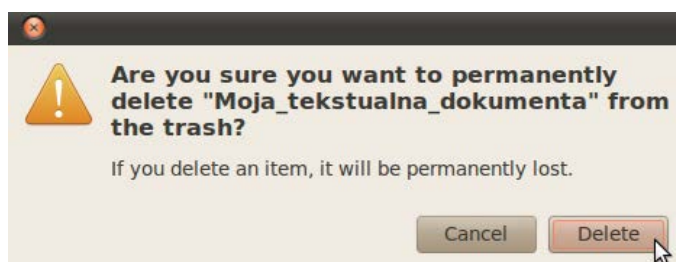 Are you sure you want to permanently
delete "Moja_tekstualna_dokumenta" from
the trash?
If you delete an item, it will be permanently lost.
Cancel Delete